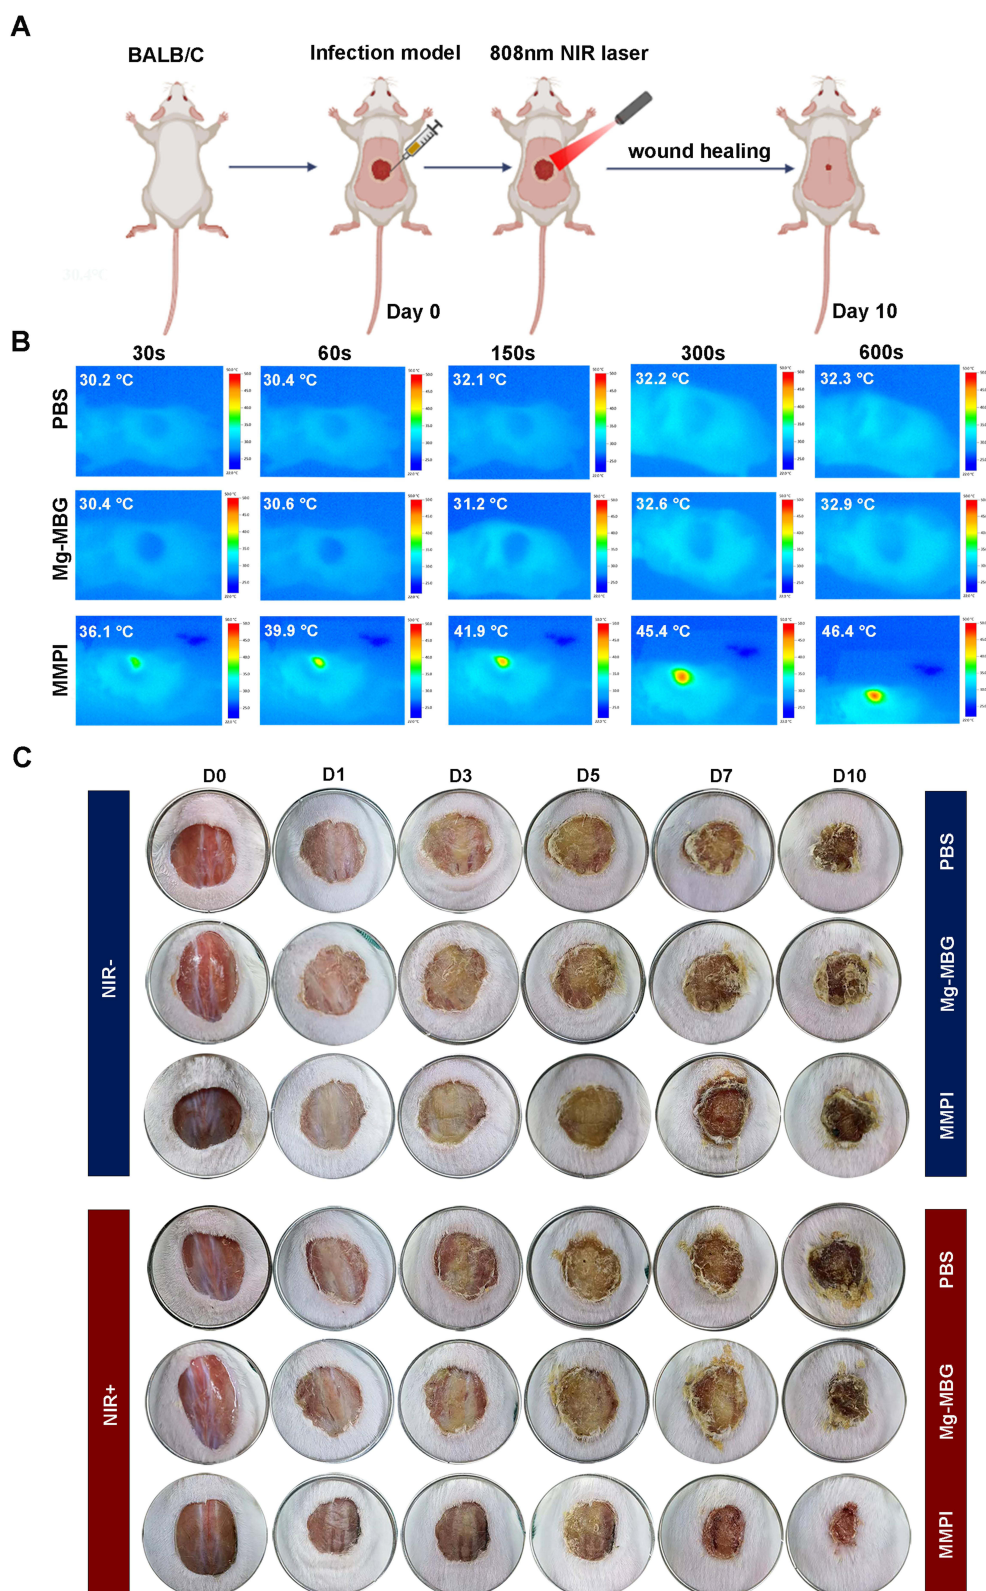 A
BALB/C
Infection model
808nm NIR laser
wound healing
Day 0
Day 10
B
30s
60s
150s
300s
600s
PBS
30.2 °C
30.4 °C
32.1 °C
32.2 °C
32.3 °C
Mg-MBG
30.4 °C
30.6 °C
31.2 °C
32.6 °C
32.9 °C
MMPI
36.1 °C
39.9 °C
41.9 °C
45.4 °C
46.4 °C
C
D0
D1
D3
D5
D7
D10
NIR-
PBS
Mg-MBG
MMPI
NIR+
PBS
Mg-MBG
MMPI